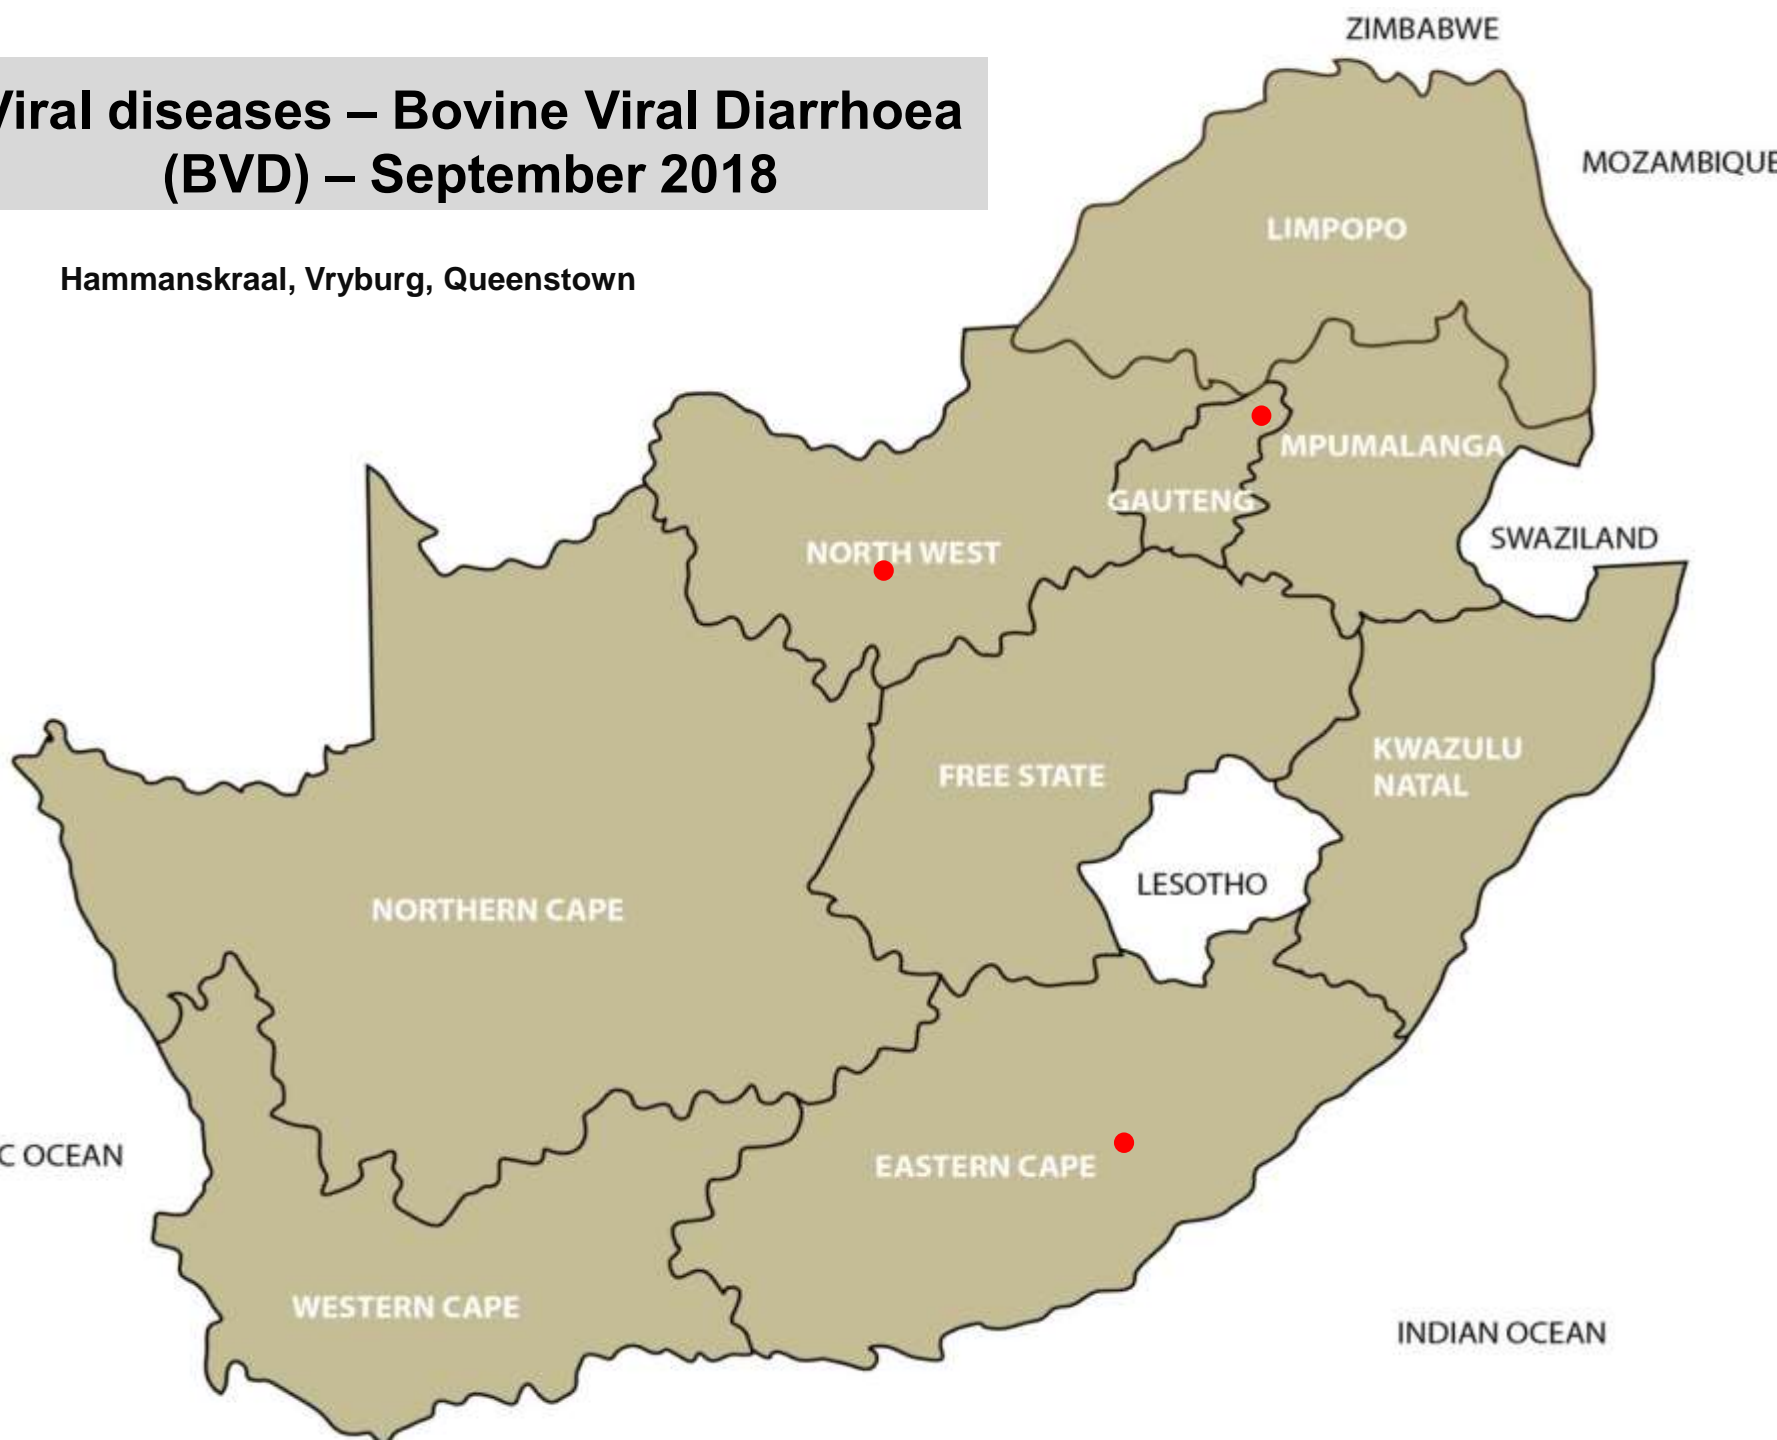 ZIMBABWE
Viral diseases – Bovine Viral Diarrhoea
(BVD) – September 2018
MOZAMBIQUE
LIMPOPO
Hammanskraal, Vryburg, Queenstown
MPUMALANGA
GAUTENG
SWAZILAND
NORTH WEST
KWAZULU
NATAL
FREE STATE
LESOTHO
NORTHERN CAPE
C OCEAN
EASTERN CAPE
WESTERN CAPE
INDIAN OCEAN